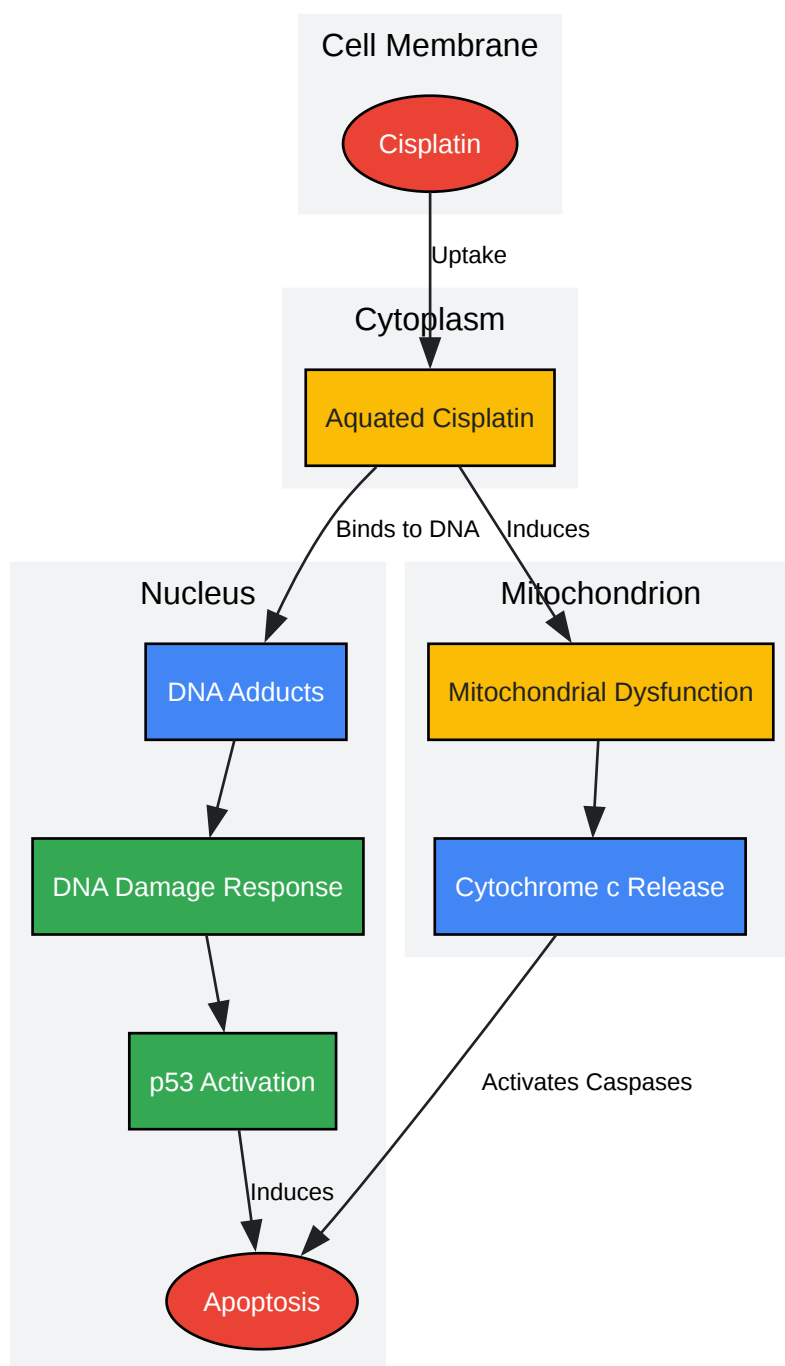 Cell Membrane
Cisplatin
Uptake
Cytoplasm
Aquated Cisplatin
Binds to DNA
Induces
Nucleus
Mitochondrion
DNA Adducts
Mitochondrial Dysfunction
DNA Damage Response
Cytochrome c Release
p53 Activation
Activates Caspases
Induces
Apoptosis